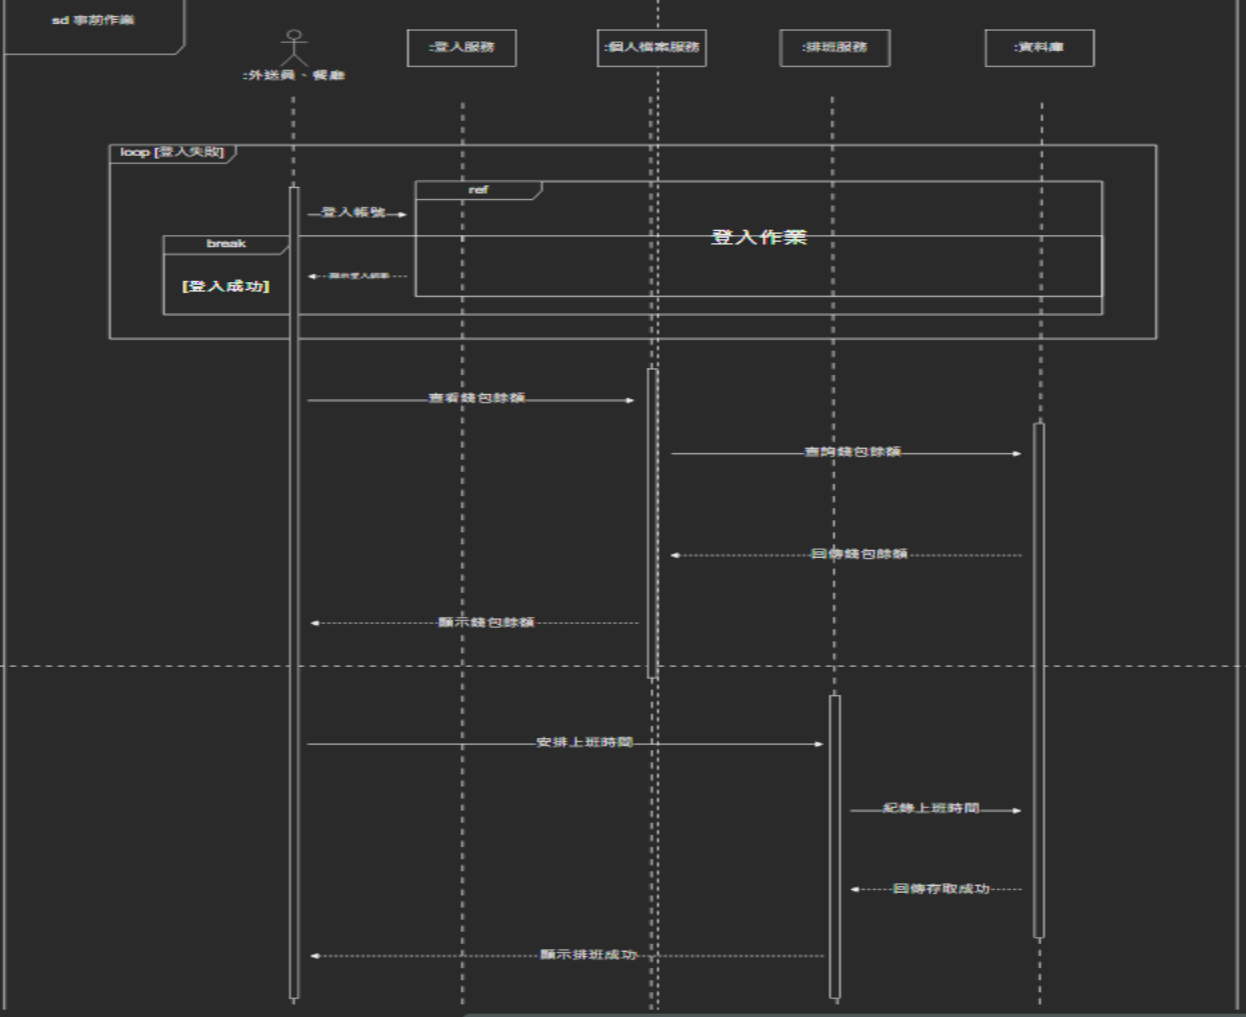 sd 事前作業
:外送員、餐廳
:登入服務
:個人檔案服務
:排班服務
:資料庫
loop [登入失敗]
ref
登入帳號
登入作業
break
[登入成功]
查看錢包餘額
查詢錢包餘額
回傳錢包餘額
顯示錢包餘額
安排上班時間
紀錄上班時間
回傳存取成功
顯示排班成功